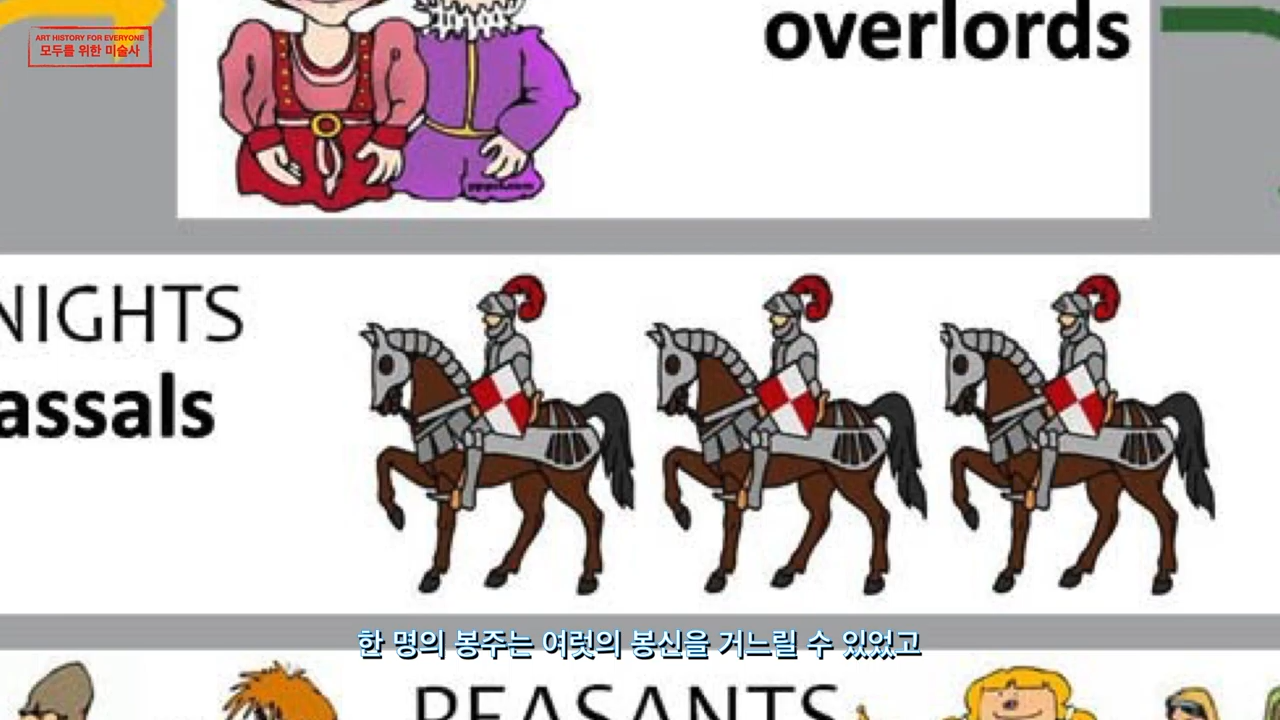 ART HISTORY FOR EVERYONE
모두를 위한 미술사
overlords
NIGHTS
assals
한 명의 봉주는 여럿의 봉신을 거느릴 수 있었고
PEASANTS